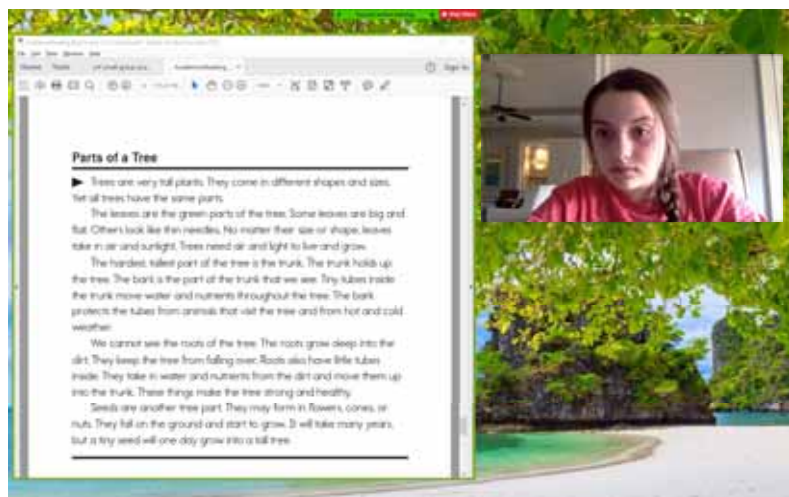 Home Tools
Sign In
Parts of a Tree
Trees are very tall plants. They come in different shapes and sizes.
Yet all trees have the same parts.
The leaves are the green parts of the tree. Some leaves are big and
flat. Others look like thin needles. No matter their size or shape, leaves
take in air and sunlight. Trees need air and light to live and grow.
The hardest, tallest part of the tree is the trunk. The trunk holds up
the tree. The bark is the part of the trunk that we see. Tiny tubes inside
the trunk move water and nutrients throughout the tree. The bark
protects the tubes from animals that visit the tree and from hot and cold
weather.
We cannot see the roots of the tree. The roots grow deep into the
dirt. They keep the tree from falling over. Roots also have little tubes
inside. They take in water and nutrients from the dirt and move them up
into the trunk. These things make the tree strong and healthy.
Seeds are another tree part. They may form in flowers, cones, or
nuts. They fall on the ground and start to grow. It will take many years,
but a tiny seed will one day grow into a tall tree.